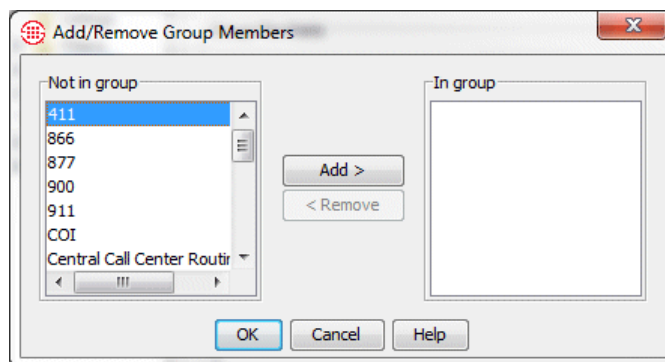 Add/Remove Group Members
Not in group
411
866
877
900
911
COI
Central Call Center Routir
Add >
< Remove
In group
OK
Cancel
Help